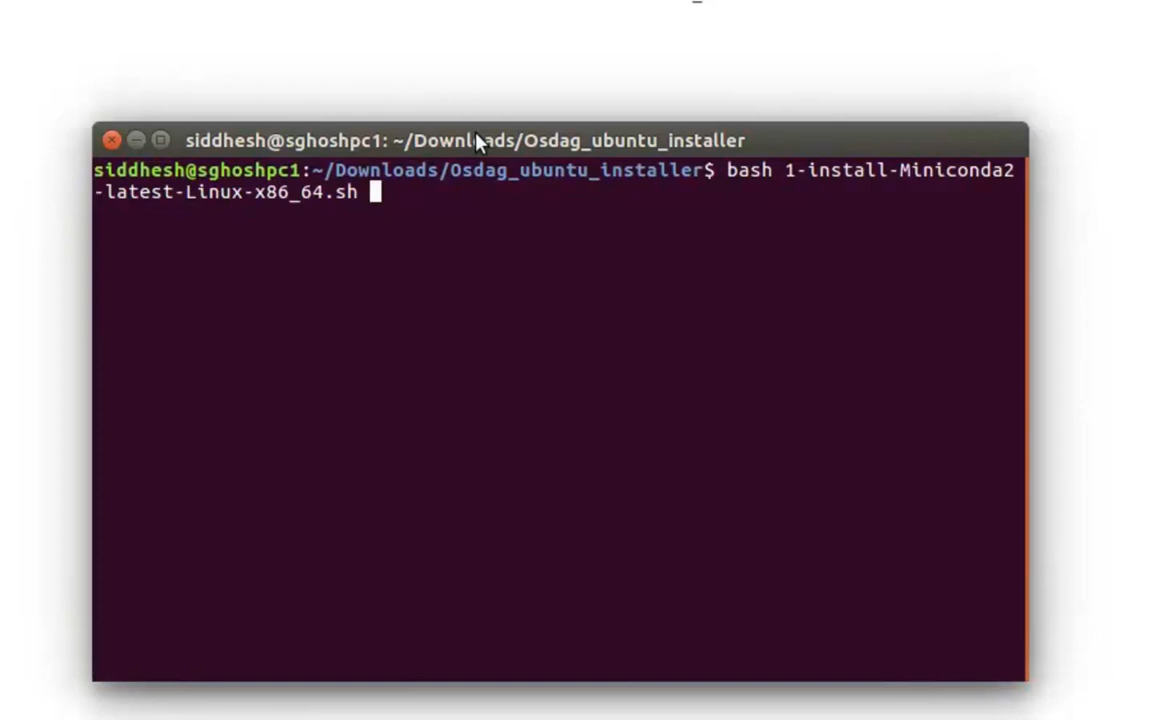 siddhesh@sghoshpc1: ~/Downloads/Osdag_ubuntu_installer
siddhesh@sghoshpc1:~/Downloads/Osdag_ubuntu_installer$ bash 1-install-Miniconda2
-latest-Linux-x86_64.sh